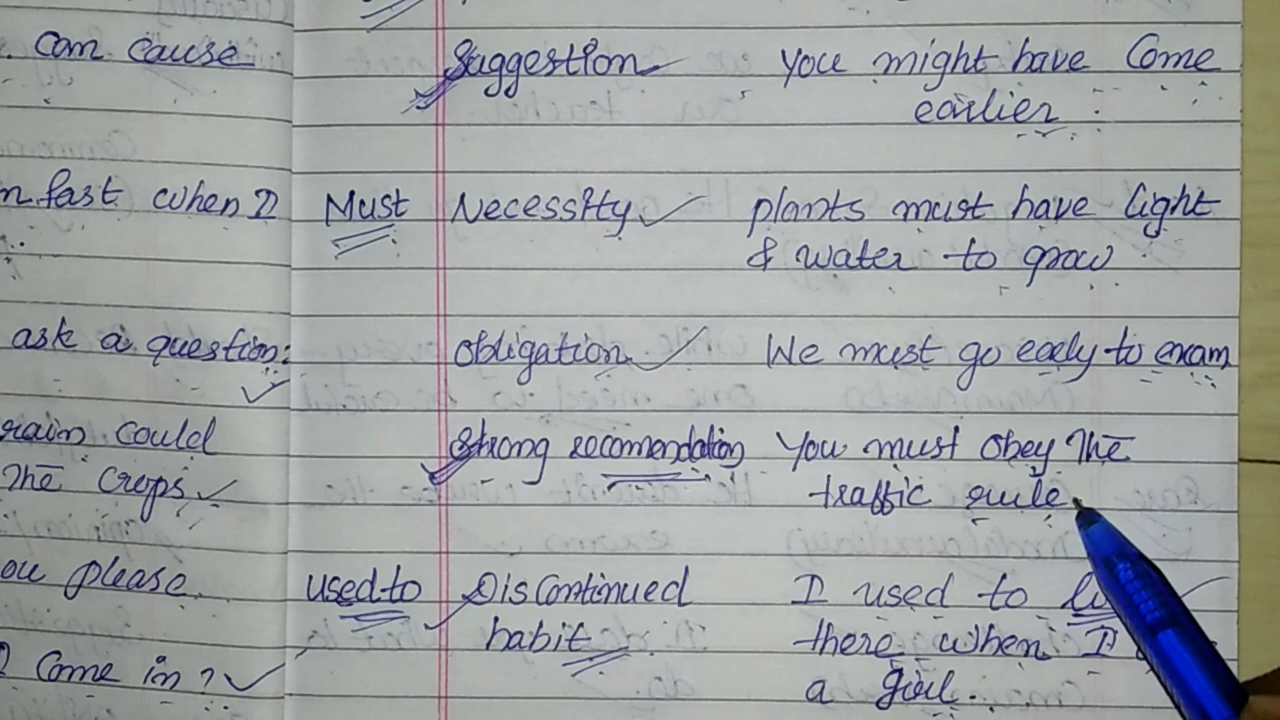 can cause
Suggestion You might have come
earlier.
fast when I Must Necessity plants must have light
& water to grow.
ask a question: obligation We must go early to exam
rain could Strong recomendation You must obey The
The crops traffic rule
please used to Discontinued I used to
habit there when I
come in? a girl.